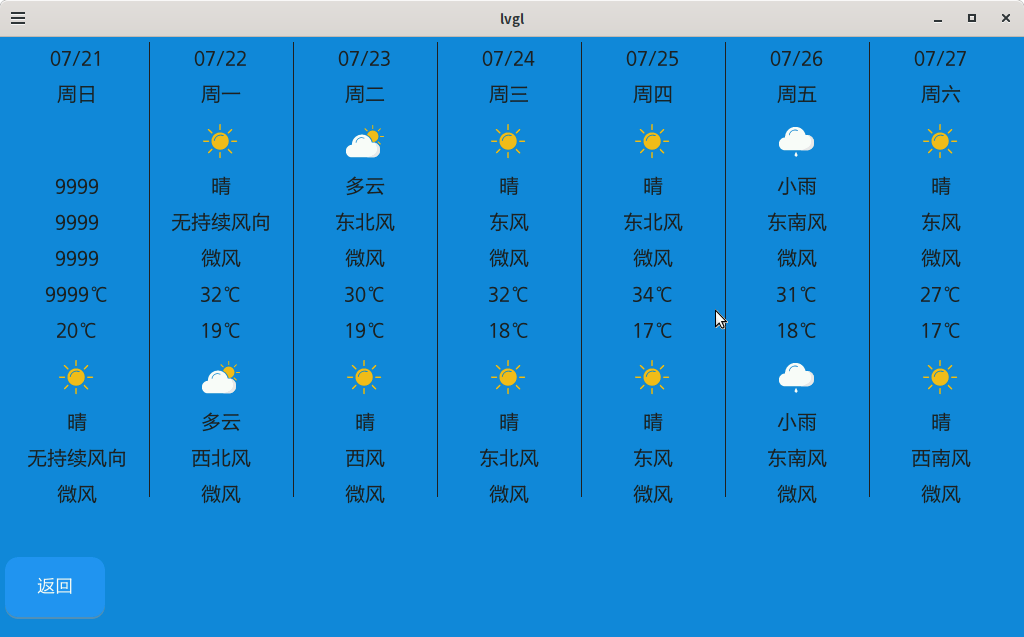 lvgl
07/21 07/22 07/23 07/24 07/25 07/26 07/27
周日 周一 周二 周三 周四 周五 周六
9999 晴 多云 晴 晴 小雨 晴
9999 无持续风向 东北风 东风 东北风 东南风 东风
9999 微风 微风 微风 微风 微风 微风
9999℃ 32℃ 30℃ 32℃ 34℃ 31℃ 27℃
20℃ 19℃ 19℃ 18℃ 17℃ 18℃ 17℃
晴 多云 晴 晴 晴 小雨 晴
无持续风向 西北风 西风 东北风 东风 东南风 西南风
微风 微风 微风 微风 微风 微风 微风
返回